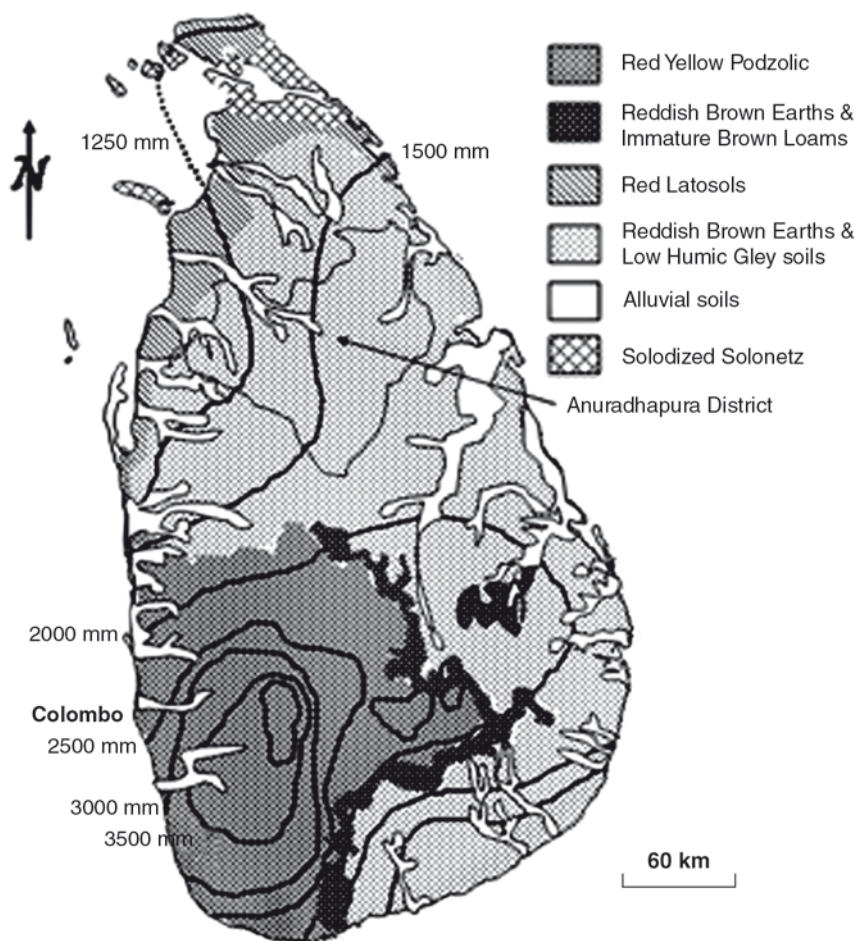 Red Yellow Podzolic
Reddish Brown Earths &
Immature Brown Loams
Red Latosols
Reddish Brown Earths &
Low Humic Gley soils
Alluvial soils
Solodized Solonetz
Anuradhapura District
1250 mm
1500 mm
N
2000 mm
Colombo
2500 mm
3000 mm
3500 mm
60 km